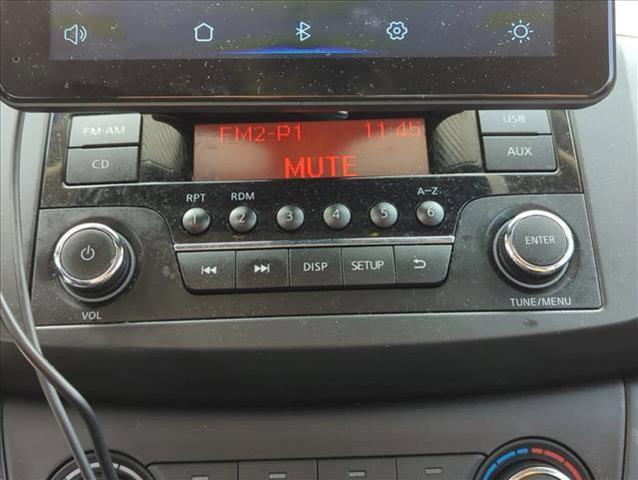 FM-AM
FM2-P1 11:45
USB
CD
MUTE
AUX
RPT RDM A-Z
1 2 3 4 5 6
DISP SETUP
ENTER
VOL
TUNE/MENU